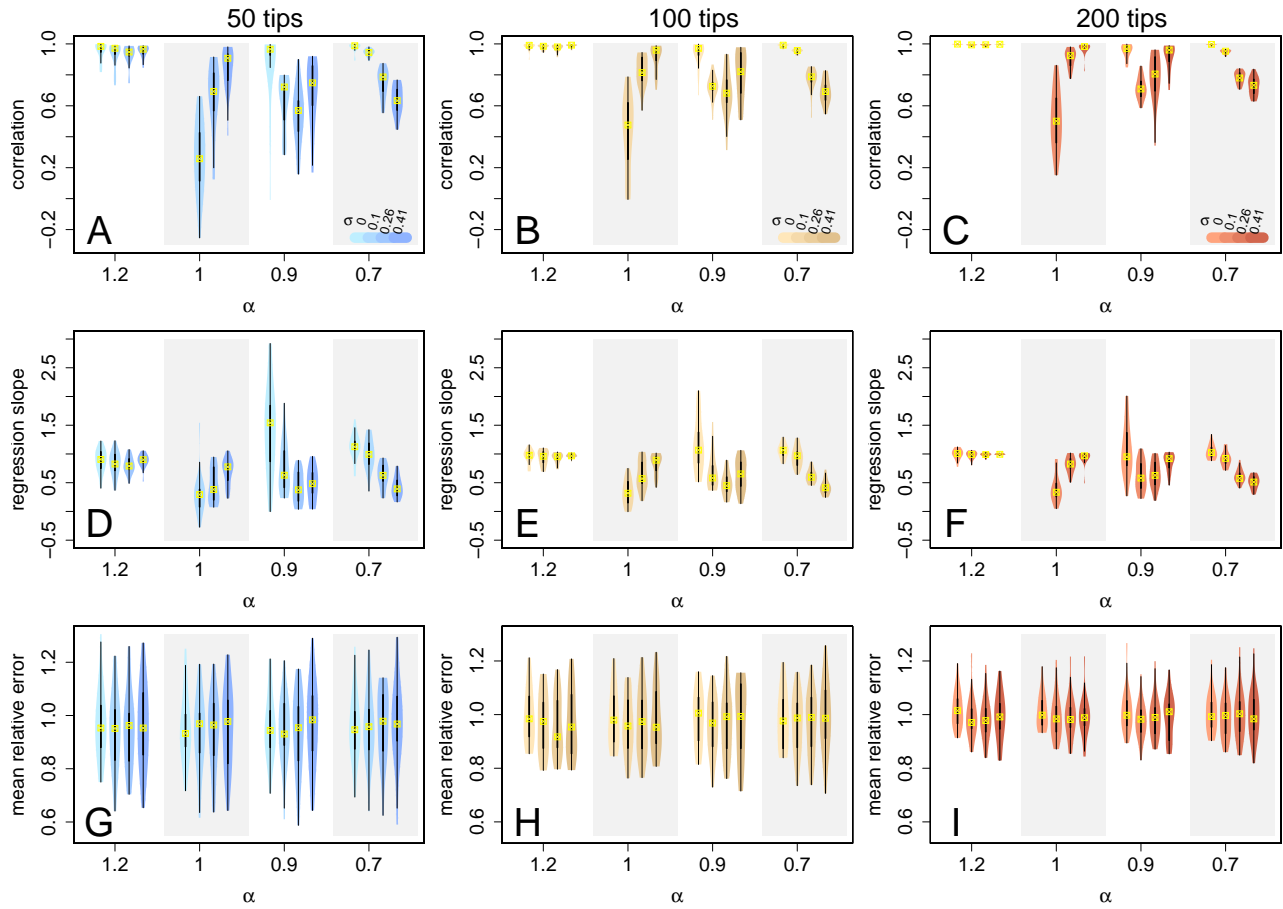 50 tips
100 tips
200 tips
correlation
1.0
0.6
0.2
−0.2
A
σ
0
0.1
0.26
0.41
1.2
1
0.9
0.7
α
correlation
1.0
0.6
0.2
−0.2
B
σ
0
0.1
0.26
0.41
1.2
1
0.9
0.7
α
correlation
1.0
0.6
0.2
−0.2
C
σ
0
0.1
0.26
0.41
1.2
1
0.9
0.7
α
regression slope
2.5
1.5
0.5
−0.5
D
1.2
1
0.9
0.7
α
regression slope
2.5
1.5
0.5
−0.5
E
1.2
1
0.9
0.7
α
regression slope
2.5
1.5
0.5
−0.5
F
1.2
1
0.9
0.7
α
mean relative error
1.2
1.0
0.8
0.6
G
1.2
1
0.9
0.7
α
mean relative error
1.2
1.0
0.8
0.6
H
1.2
1
0.9
0.7
α
mean relative error
1.2
1.0
0.8
0.6
I
1.2
1
0.9
0.7
α